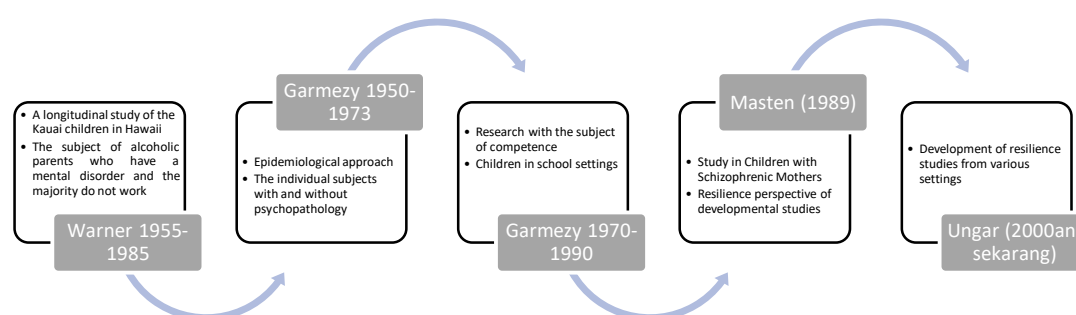 • A longitudinal study of the
Kauai children in Hawaii
• The subject of alcoholic
parents who have a
mental disorder and the
majority do not work
Warner 1955-
1985
Garmezy 1950-
1973
• Epidemiological approach
• The individual subjects
with and without
psychopathology
• Research with the subject
of competence
• Children in school settings
Garmezy 1970-
1990
Masten (1989)
• Study in Children with
Schizophrenic Mothers
• Resilience perspective of
developmental studies
• Development of resilience
studies from various
settings
Ungar (2000an
sekarang)